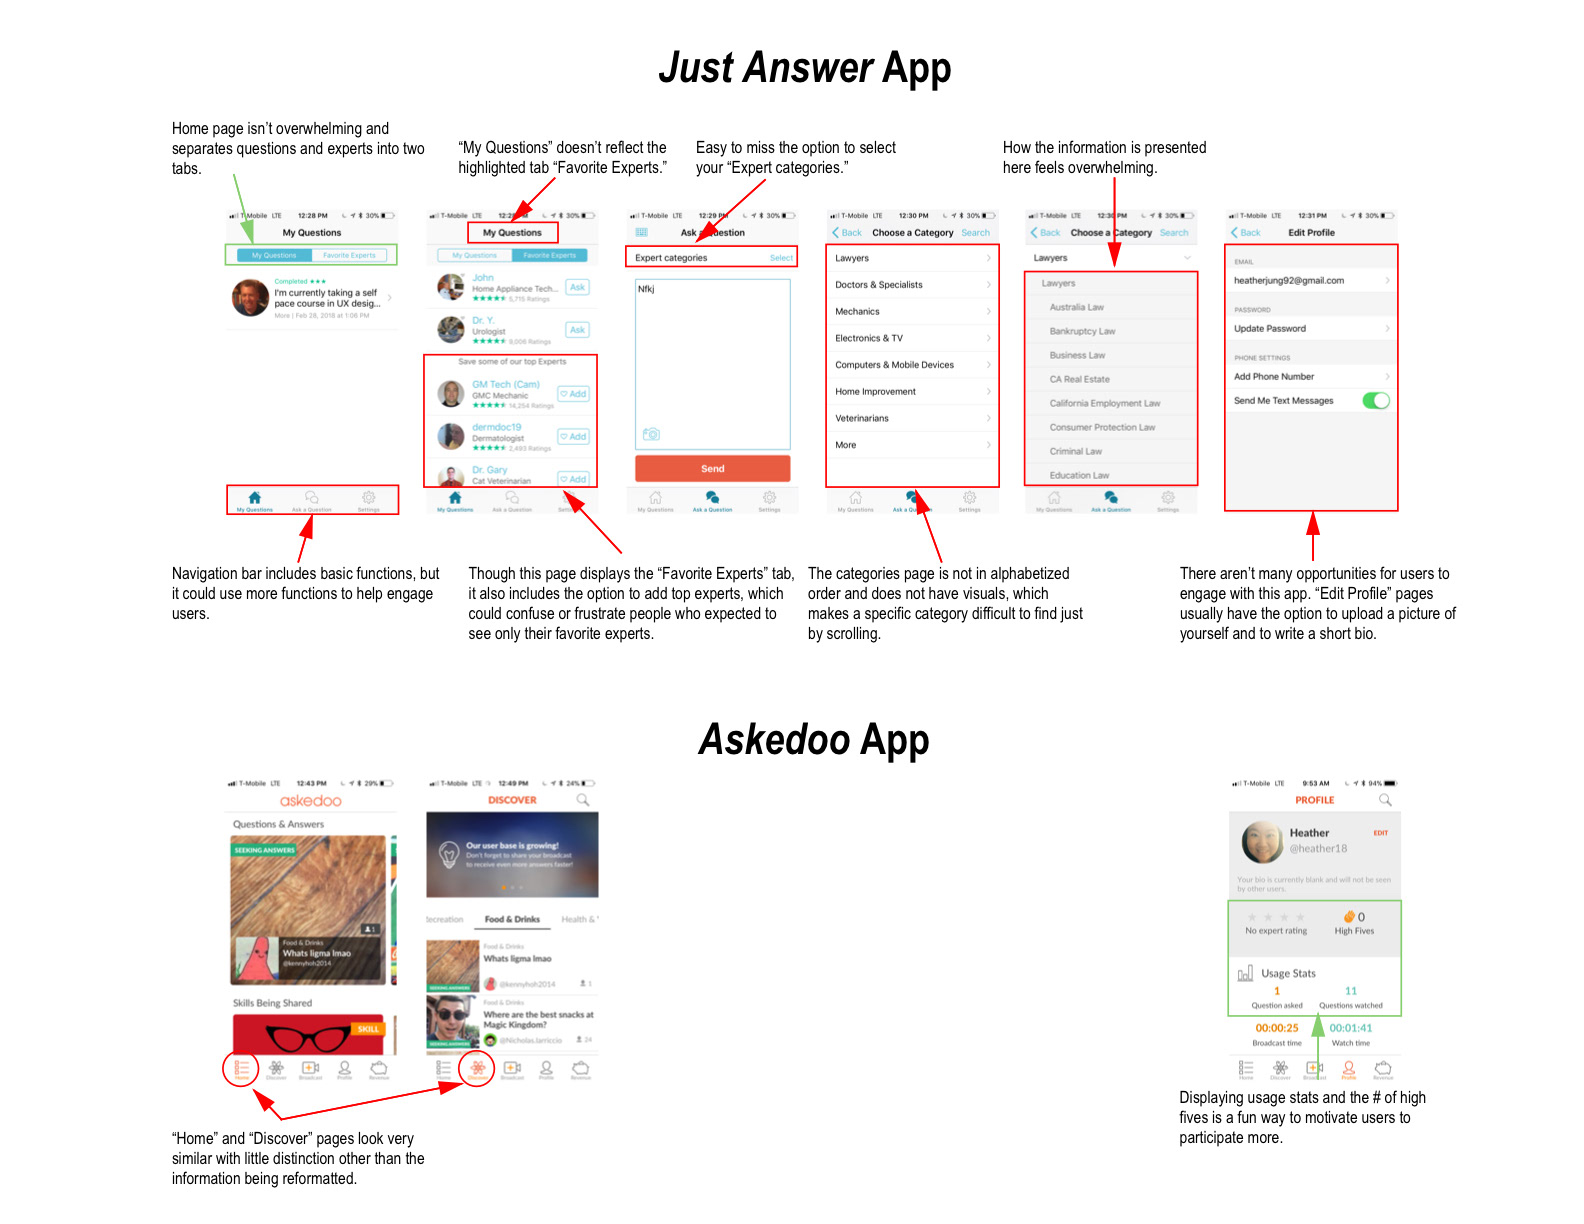 Just Answer App
Home page isn’t overwhelming and
separates questions and experts into two
tabs.
“My Questions” doesn’t reflect the
highlighted tab “Favorite Experts.”
Easy to miss the option to select
your “Expert categories.”
How the information is presented
here feels overwhelming.
T-Mobile LTE 12:28 PM 30%
My Questions
My Questions Favorite Experts
Completed ★★★
I'm currently taking a self
pace course in UX desig...
More | Feb 28, 2018 at 1:06 PM
My Questions Ask a Question Settings
T-Mobile LTE 30%
My Questions
My Questions Favorite Experts
John
Home Appliance Tech...
5,715 Ratings
Ask
Dr. Y.
Urologist
9,006 Ratings
Ask
Save some of our top Experts
GM Tech (Cam)
GMC Mechanic
14,254 Ratings
Add
dermdoc19
Dermatologist
2,493 Ratings
Add
Dr. Gary
Cat Veterinarian
Add
My Questions Ask a Question
T-Mobile LTE 12:29 PM 30%
Expert categories Select
Nfkj
Send
My Questions Ask a Question Settings
T-Mobile LTE 12:30 PM 30%
Back Choose a Category Search
Lawyers
Doctors & Specialists
Mechanics
Electronics & TV
Computers & Mobile Devices
Home Improvement
Veterinarians
More
My Questions Settings
T-Mobile LTE 12:30 PM 30%
Back Choose a Category Search
Lawyers
Lawyers
Australia Law
Bankruptcy Law
Business Law
CA Real Estate
California Employment Law
Consumer Protection Law
Criminal Law
Education Law
My Questions Ask a Question Settings
T-Mobile LTE 12:31 PM 30%
Back Edit Profile
EMAIL
heatherjung92@gmail.com
PASSWORD
Update Password
PHONE SETTINGS
Add Phone Number
Send Me Text Messages
Navigation bar includes basic functions, but
it could use more functions to help engage
users.
Though this page displays the “Favorite Experts” tab,
it also includes the option to add top experts, which
could confuse or frustrate people who expected to
see only their favorite experts.
The categories page is not in alphabetized
order and does not have visuals, which
makes a specific category difficult to find just
by scrolling.
There aren’t many opportunities for users to
engage with this app. “Edit Profile” pages
usually have the option to upload a picture of
yourself and to write a short bio.
Askedoo App
T-Mobile LTE 12:43 PM 29%
askedoo
Questions & Answers
SEEKING ANSWERS
1
Food & Drinks
Whats ligma lmao
@kennyhoh2014
Skills Being Shared
SKILL
Home Discover Broadcast Profile Revenue
T-Mobile LTE 12:49 PM 24%
DISCOVER
Our user base is growing!
Don't forget to share your broadcast
to receive even more answers faster!
lecreation Food & Drinks Health &
Food & Drinks
Whats ligma lmao
@kennyhoh2014 1
SEEKING ANSWERS
Food & Drinks
Where are the best snacks at
Magic Kingdom?
@Nicholas.Iarriccio 24
SEEKING ANSWERS
Home Discover Broadcast Profile Revenue
T-Mobile LTE 9:53 AM 94%
PROFILE
Heather EDIT
@heather18
Your bio is currently blank and will not be seen
by other users.
0
No expert rating High Fives
Usage Stats
1 11
Question asked Questions watched
00:00:25 00:01:41
Broadcast time Watch time
Home Discover Profile Revenue
“Home” and “Discover” pages look very
similar with little distinction other than the
information being reformatted.
Displaying usage stats and the # of high
fives is a fun way to motivate users to
participate more.